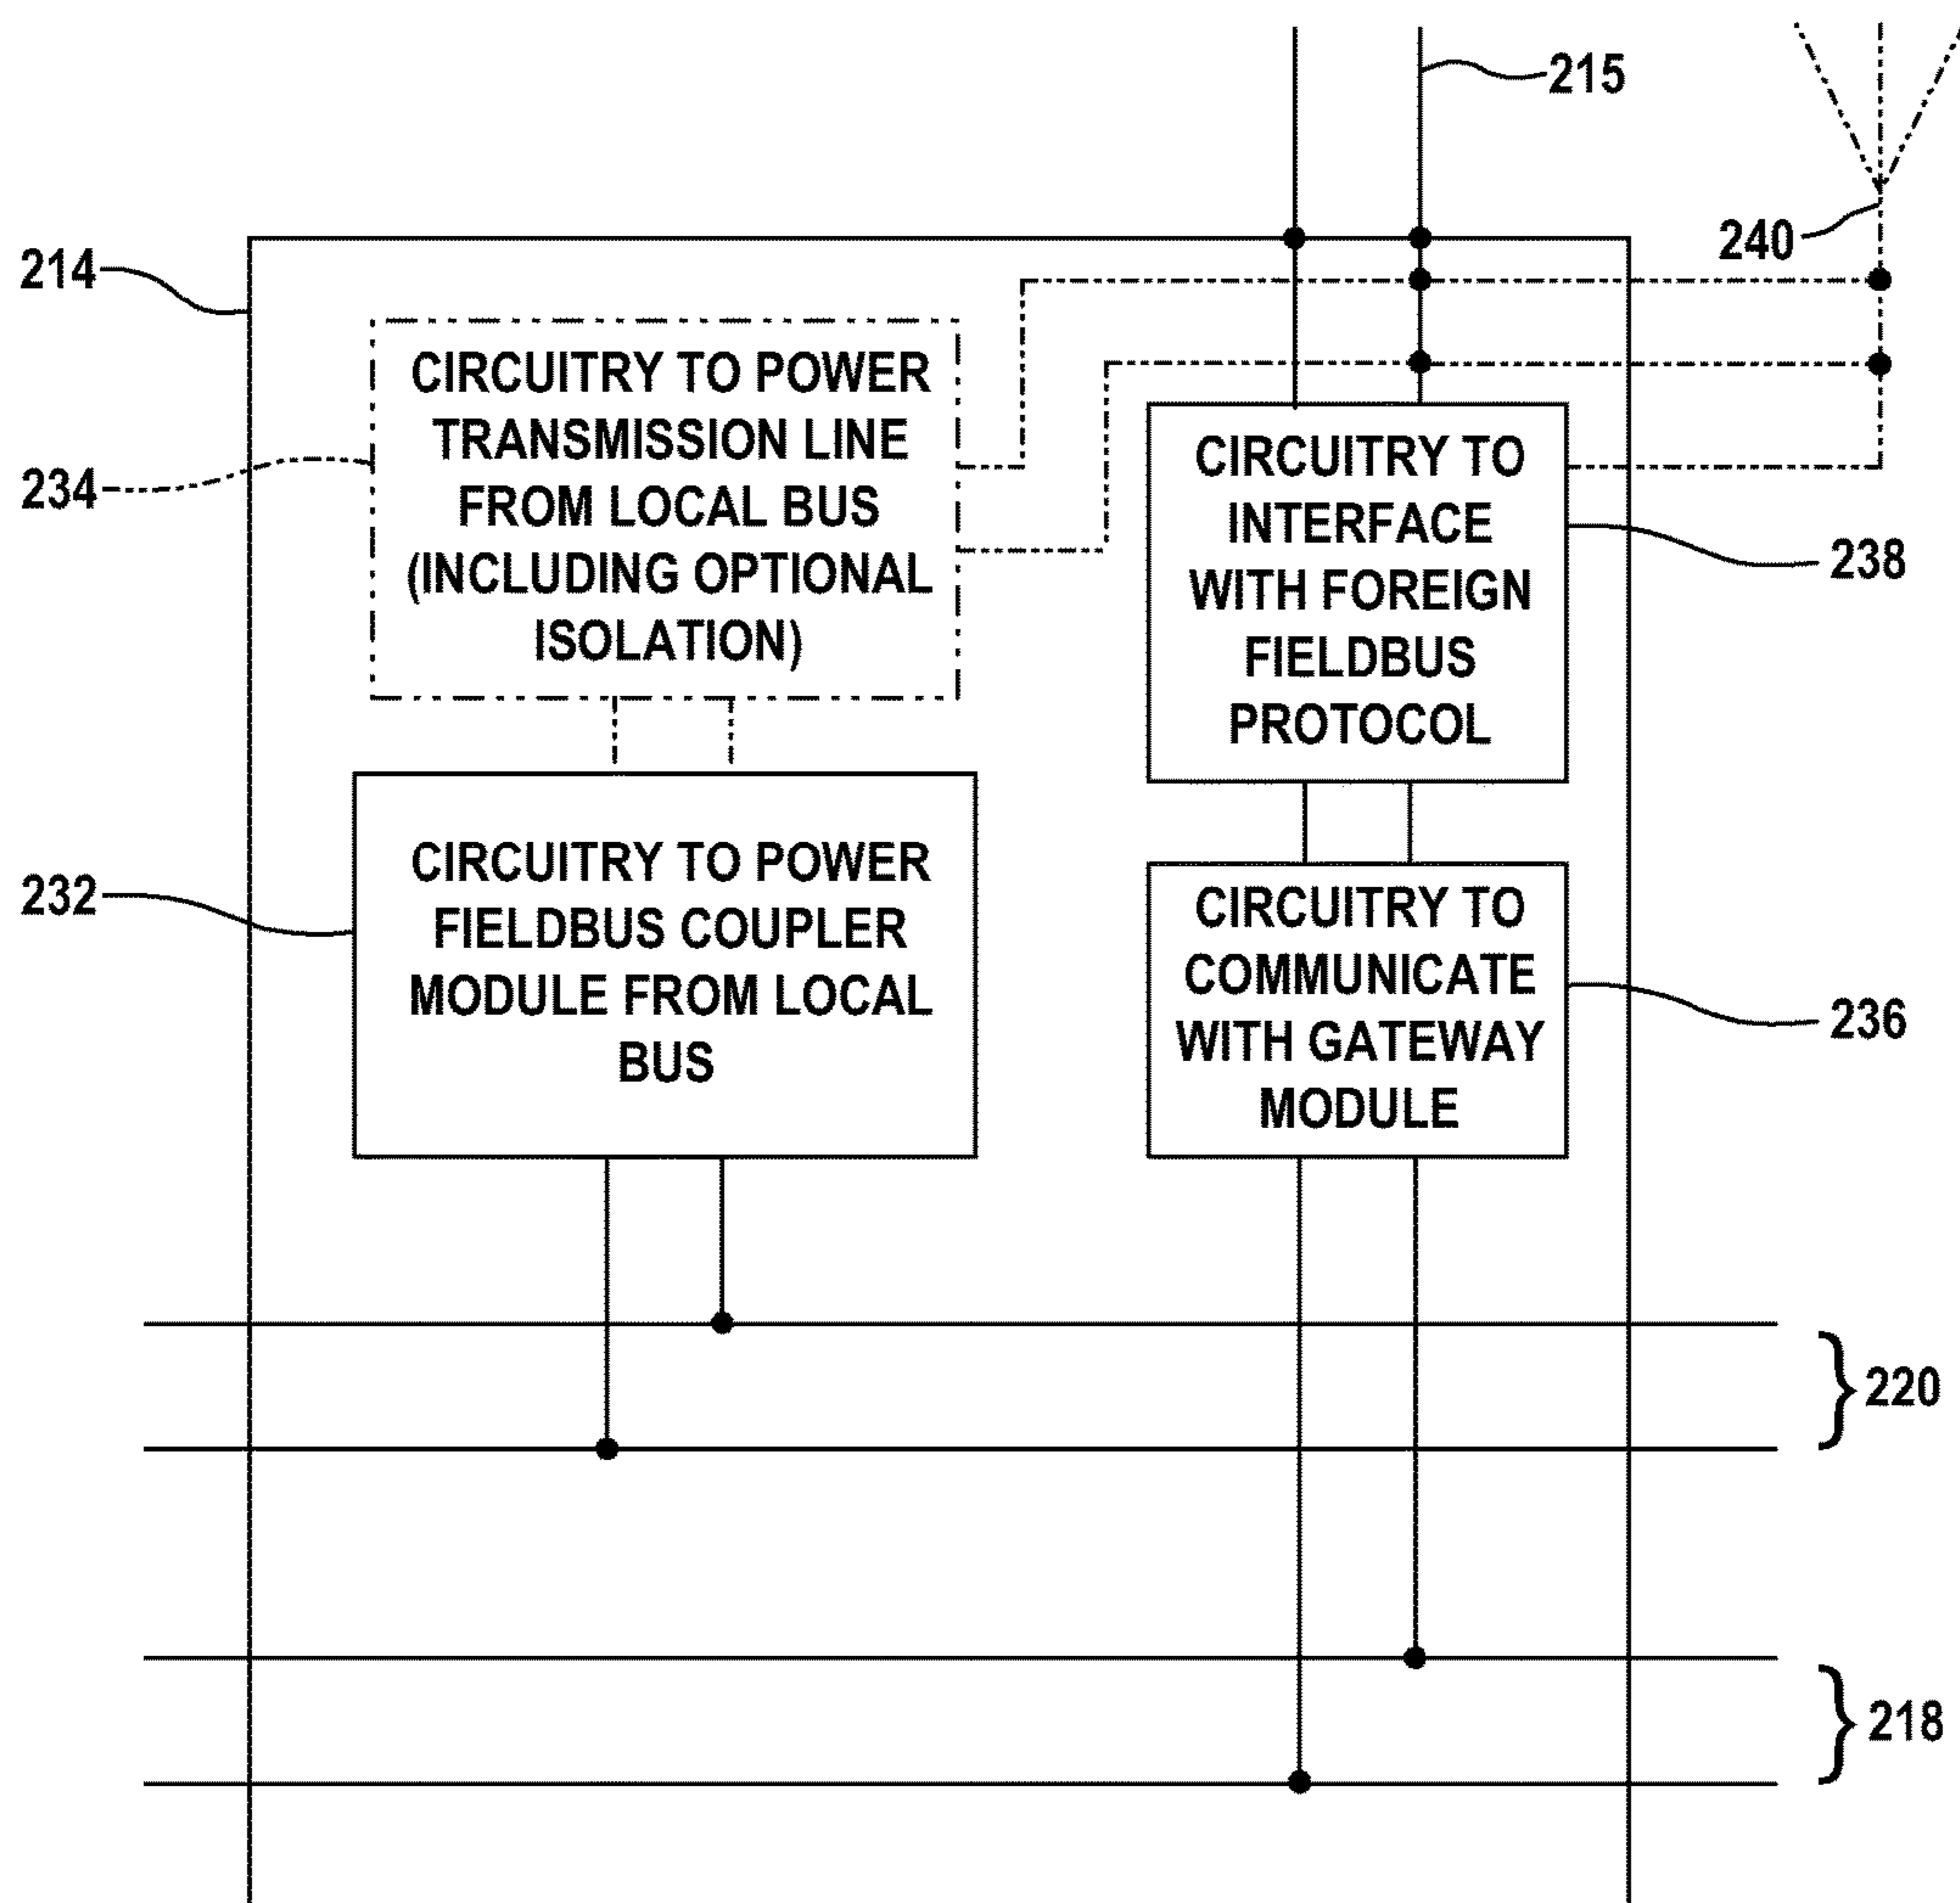 215
240
214
CIRCUITRY TO POWER
TRANSMISSION LINE
FROM LOCAL BUS
(INCLUDING OPTIONAL
ISOLATION)
234
CIRCUITRY TO
INTERFACE
WITH FOREIGN
FIELDBUS
PROTOCOL
238
CIRCUITRY TO POWER
FIELDBUS COUPLER
MODULE FROM LOCAL
BUS
232
CIRCUITRY TO
COMMUNICATE
WITH GATEWAY
MODULE
236
220
218